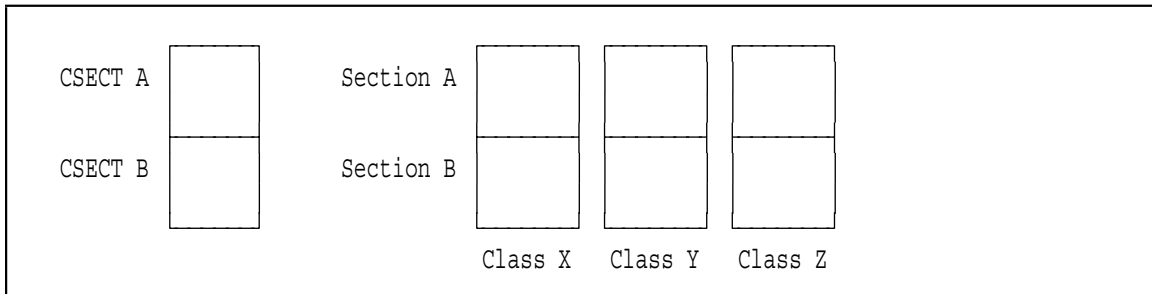 CSECT A Section A
CSECT B Section B
Class X Class Y Class Z